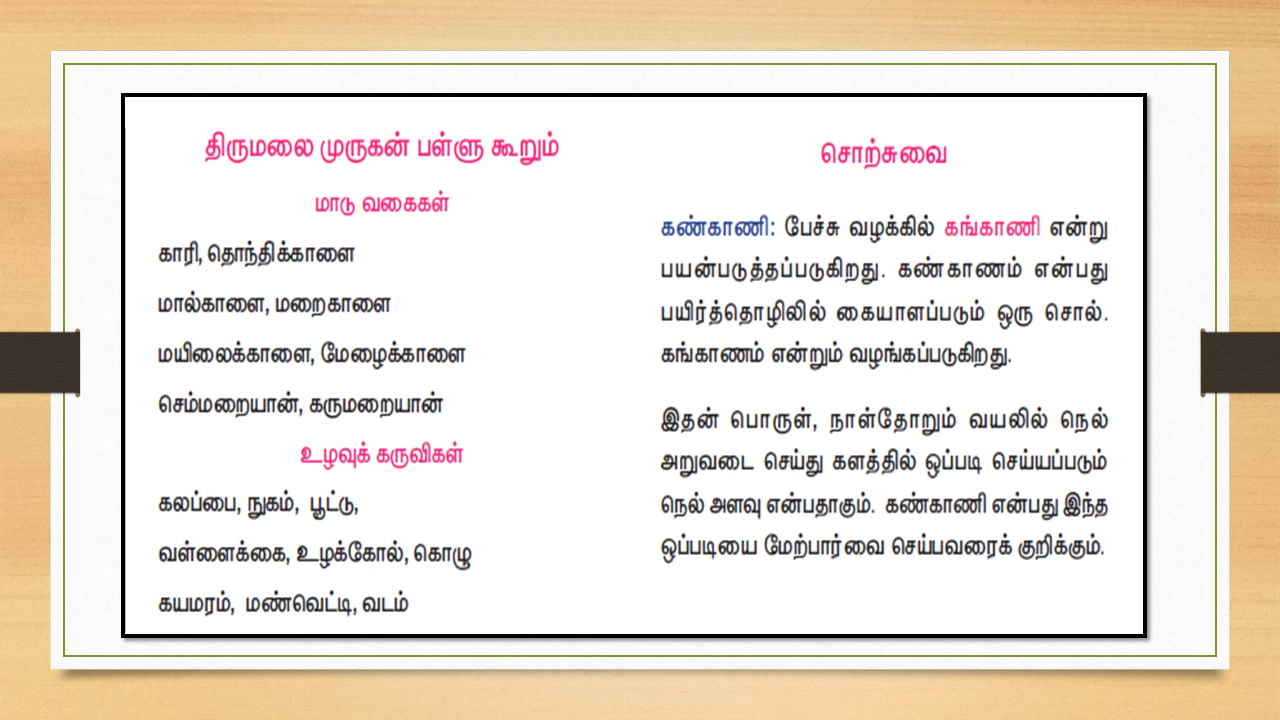 திருமலை முருகன் பள்ளு கூறும்
மாடு வகைகள்
காரி, தொந்திக்காளை
மால்காளை, மறைகாளை
மயிலைக்காளை, மேழைக்காளை
செம்மறையான், கருமறையான்
உழவுக் கருவிகள்
கலப்பை, நுகம், பூட்டு,
வள்ளைக்கை, உழக்கோல், கொழு
கயமரம், மண்வெட்டி, வடம்
சொற்சுவை
கண்காணி: பேச்சு வழக்கில் கங்காணி என்று
பயன்படுத்தப்படுகிறது. கண்காணம் என்பது
பயிர்த்தொழிலில் கையாளப்படும் ஒரு சொல்.
கங்காணம் என்றும் வழங்கப்படுகிறது.
இதன் பொருள், நாள்தோறும் வயலில் நெல்
அறுவடை செய்து களத்தில் ஒப்படி செய்யப்படும்
நெல் அளவு என்பதாகும். கண்காணி என்பது இந்த
ஒப்படியை மேற்பார்வை செய்பவரைக் குறிக்கும்.